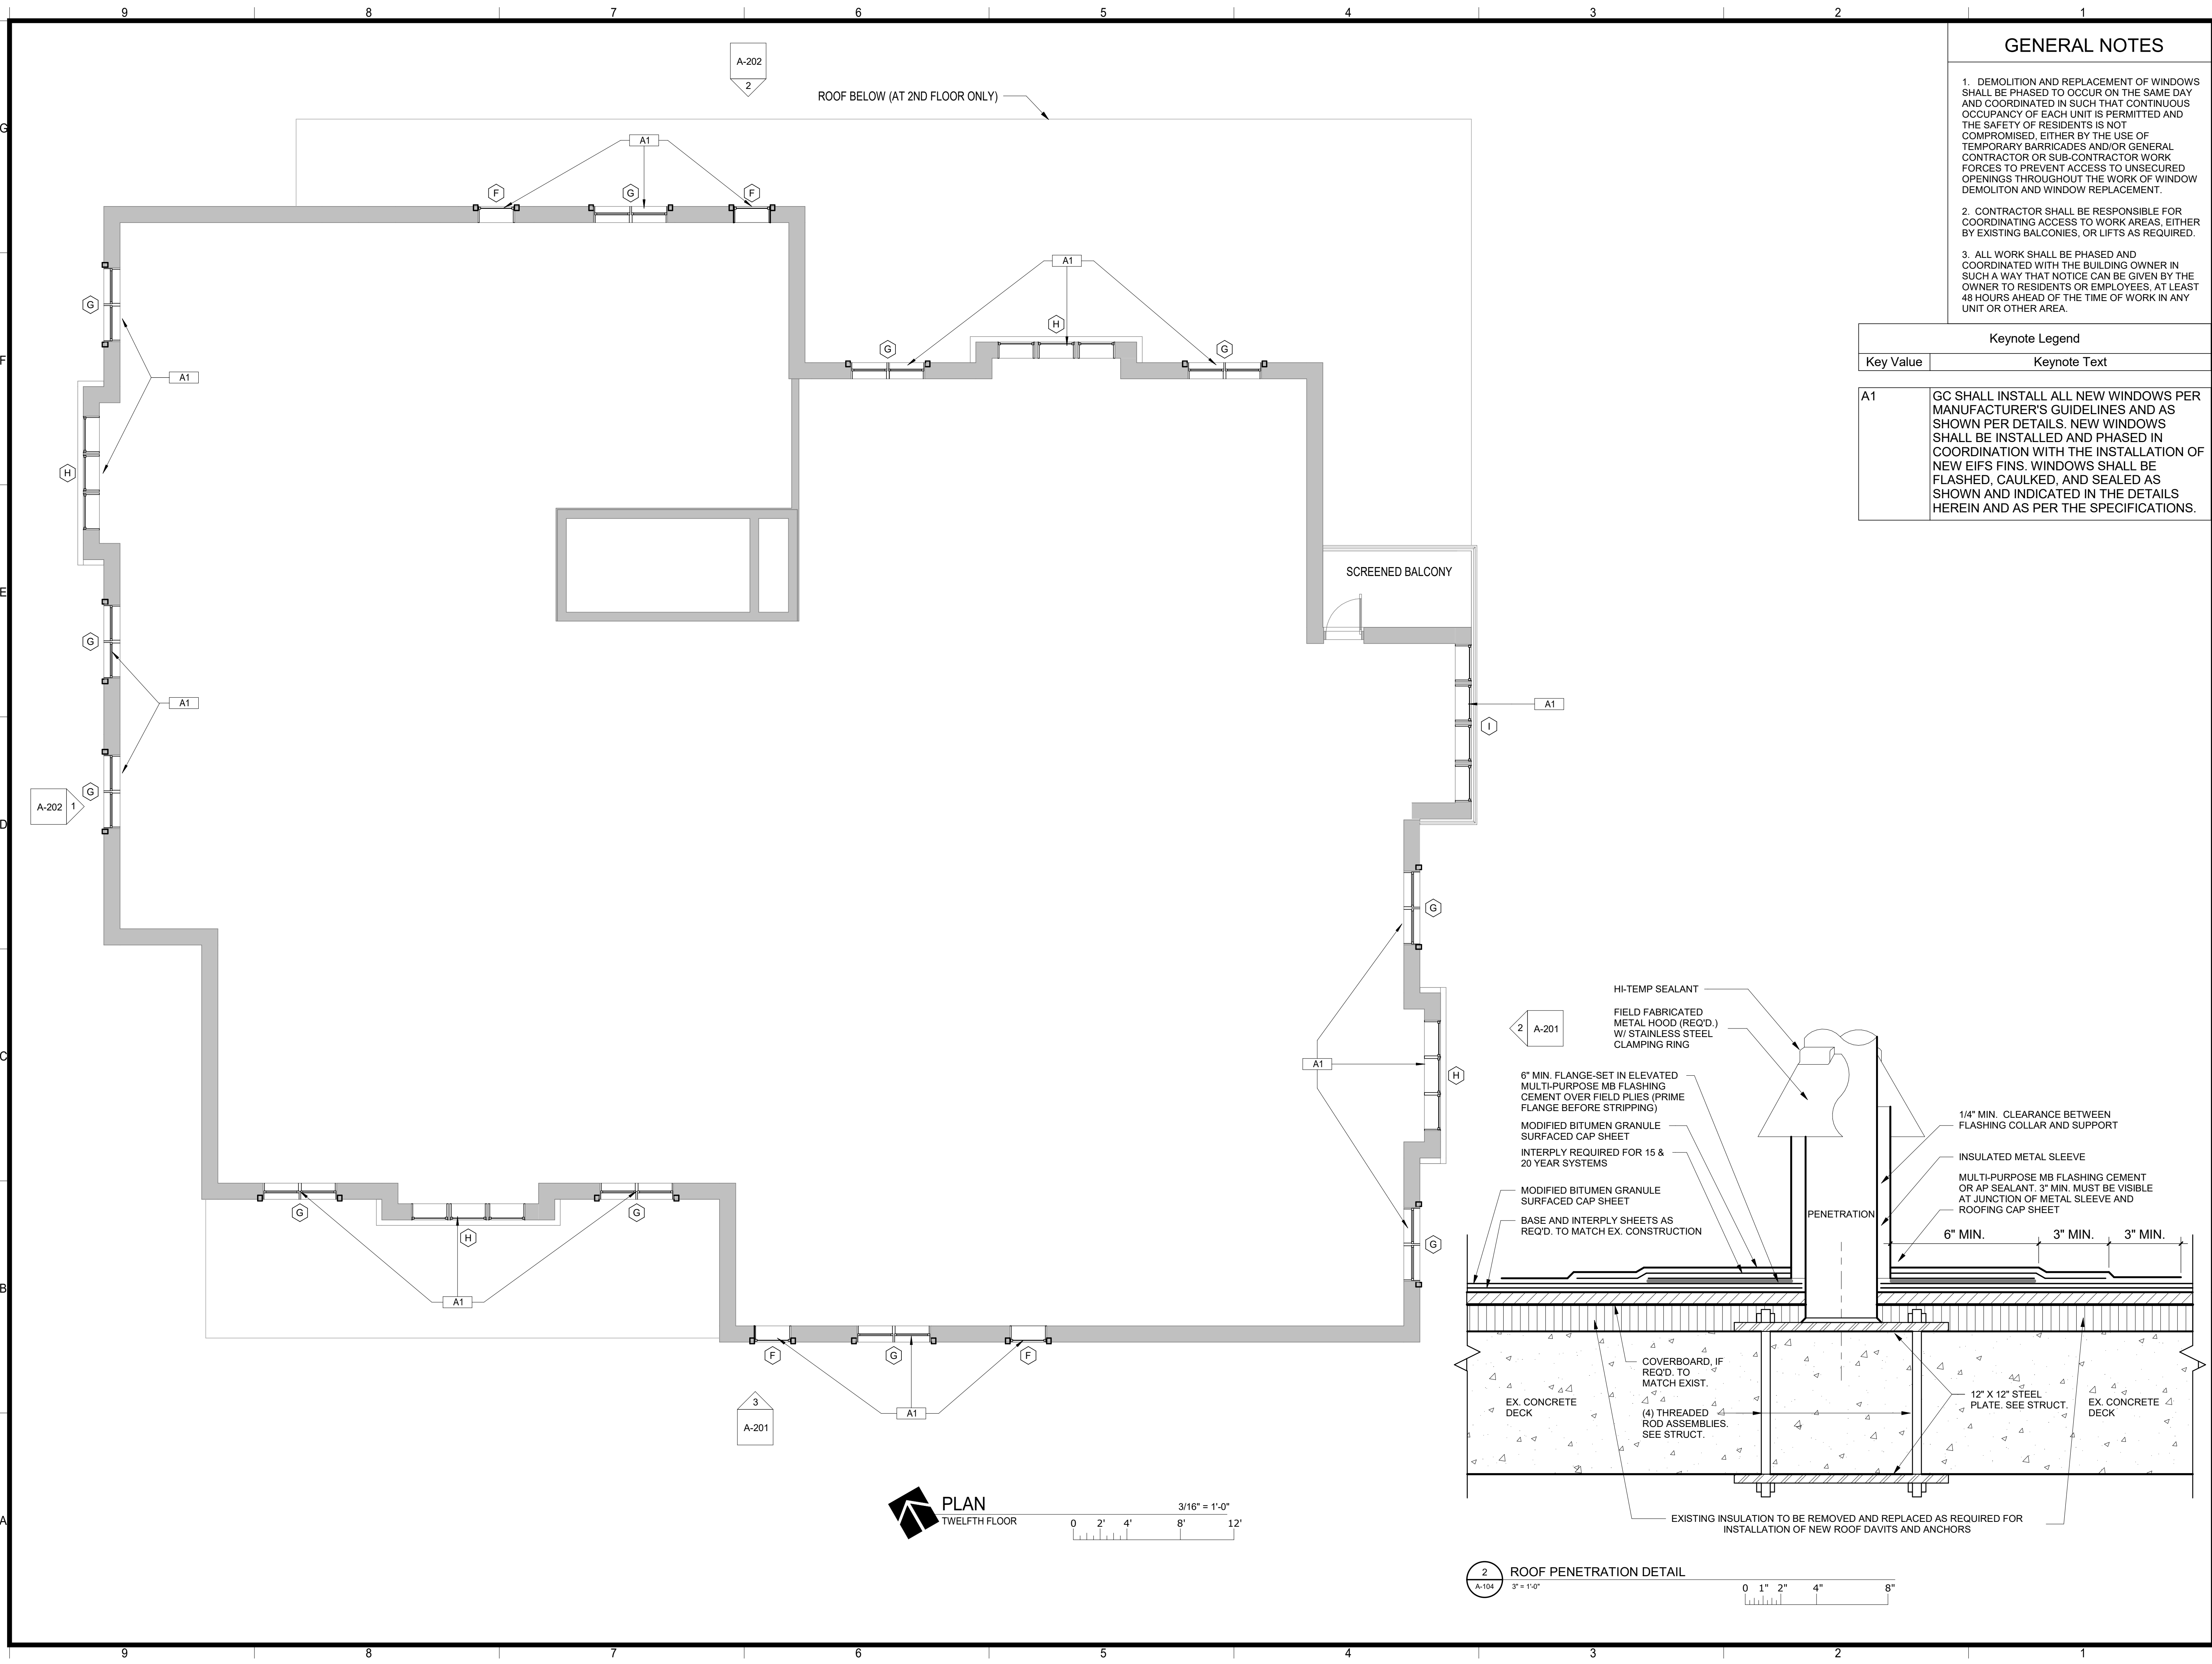 9 8 7 6 5 4 3 2 1
G
F
E
D
C
B
A
A-202
2
ROOF BELOW (AT 2ND FLOOR ONLY)
A1
F
G
F
A1
G
H
G
G
A1
H
G
A1
G
A-202 1
SCREENED BALCONY
A1
I
G
A1
H
G
2 A-201
G
H
G
A1
F
G
F
A1
3
A-201
PLAN
3/16" = 1'-0"
TWELFTH FLOOR
0 2' 4' 8' 12'
GENERAL NOTES
1. DEMOLITION AND REPLACEMENT OF WINDOWS
SHALL BE PHASED TO OCCUR ON THE SAME DAY
AND COORDINATED IN SUCH THAT CONTINUOUS
OCCUPANCY OF EACH UNIT IS PERMITTED AND
THE SAFETY OF RESIDENTS IS NOT
COMPROMISED, EITHER BY THE USE OF
TEMPORARY BARRICADES AND/OR GENERAL
CONTRACTOR OR SUB-CONTRACTOR WORK
FORCES TO PREVENT ACCESS TO UNSECURED
OPENINGS THROUGHOUT THE WORK OF WINDOW
DEMOLITON AND WINDOW REPLACEMENT.
2. CONTRACTOR SHALL BE RESPONSIBLE FOR
COORDINATING ACCESS TO WORK AREAS, EITHER
BY EXISTING BALCONIES, OR LIFTS AS REQUIRED.
3. ALL WORK SHALL BE PHASED AND
COORDINATED WITH THE BUILDING OWNER IN
SUCH A WAY THAT NOTICE CAN BE GIVEN BY THE
OWNER TO RESIDENTS OR EMPLOYEES, AT LEAST
48 HOURS AHEAD OF THE TIME OF WORK IN ANY
UNIT OR OTHER AREA.
Keynote Legend
Key Value Keynote Text
A1 GC SHALL INSTALL ALL NEW WINDOWS PER
MANUFACTURER'S GUIDELINES AND AS
SHOWN PER DETAILS. NEW WINDOWS
SHALL BE INSTALLED AND PHASED IN
COORDINATION WITH THE INSTALLATION OF
NEW EIFS FINS. WINDOWS SHALL BE
FLASHED, CAULKED, AND SEALED AS
SHOWN AND INDICATED IN THE DETAILS
HEREIN AND AS PER THE SPECIFICATIONS.
HI-TEMP SEALANT
FIELD FABRICATED
METAL HOOD (REQ'D.)
W/ STAINLESS STEEL
CLAMPING RING
6" MIN. FLANGE-SET IN ELEVATED
MULTI-PURPOSE MB FLASHING
CEMENT OVER FIELD PLIES (PRIME
FLANGE BEFORE STRIPPING)
MODIFIED BITUMEN GRANULE
SURFACED CAP SHEET
INTERPLY REQUIRED FOR 15 &
20 YEAR SYSTEMS
MODIFIED BITUMEN GRANULE
SURFACED CAP SHEET
BASE AND INTERPLY SHEETS AS
REQ'D. TO MATCH EX. CONSTRUCTION
1/4" MIN. CLEARANCE BETWEEN
FLASHING COLLAR AND SUPPORT
INSULATED METAL SLEEVE
MULTI-PURPOSE MB FLASHING CEMENT
OR AP SEALANT. 3" MIN. MUST BE VISIBLE
AT JUNCTION OF METAL SLEEVE AND
ROOFING CAP SHEET
PENETRATION
6" MIN. 3" MIN. 3" MIN.
COVERBOARD, IF
REQ'D. TO
MATCH EXIST.
EX. CONCRETE
DECK
(4) THREADED
ROD ASSEMBLIES.
SEE STRUCT.
12" X 12" STEEL
PLATE. SEE STRUCT.
EX. CONCRETE
DECK
EXISTING INSULATION TO BE REMOVED AND REPLACED AS REQUIRED FOR
INSTALLATION OF NEW ROOF DAVITS AND ANCHORS
2
A-104
ROOF PENETRATION DETAIL
3" = 1'-0"
0 1" 2" 4" 8"
9 8 7 6 5 4 3 2 1